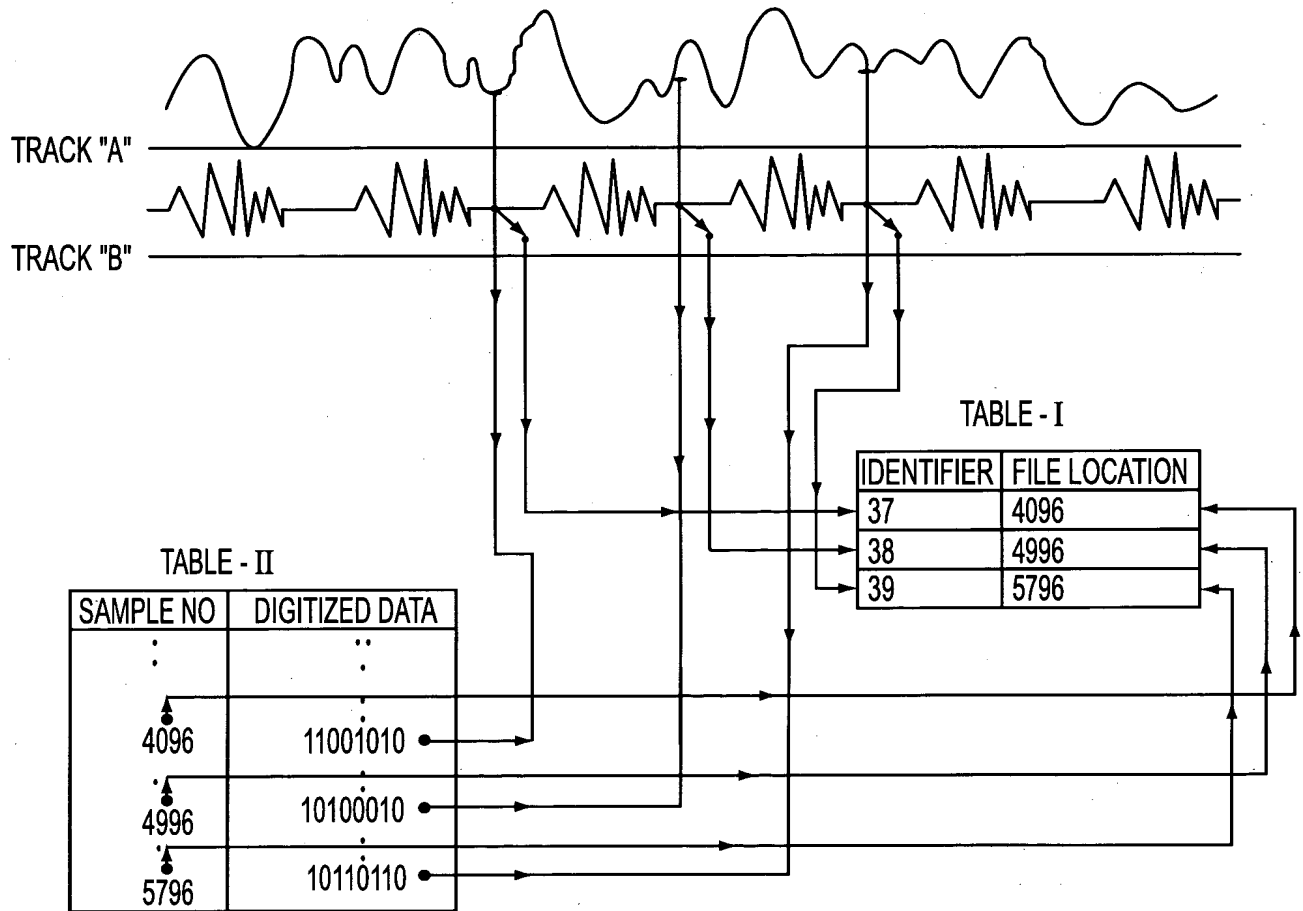 TRACK "A"
TRACK "B"
TABLE - I
IDENTIFIER FILE LOCATION
37 4096
38 4996
39 5796
TABLE - II
SAMPLE NO DIGITIZED DATA
4096 11001010
4996 10100010
5796 10110110